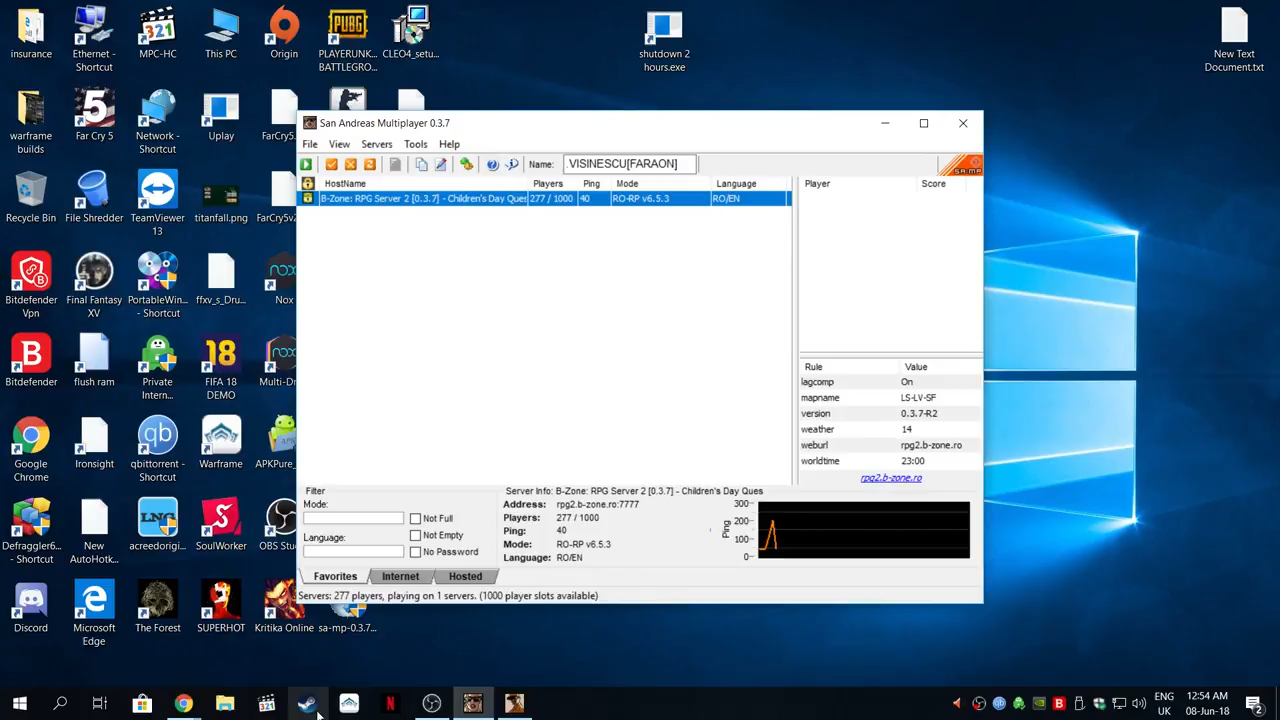 insurance
Ethernet -
Shortcut
MPC-HC
This PC
Origin
PLAYERUNK...
BATTLEGRO...
CLEO4_setu...
shutdown 2
hours.exe
New Text
Document.txt
warframe
builds
Far Cry 5
Network -
Shortcut
Uplay
FarCry5.
San Andreas Multiplayer 0.3.7
File View Servers Tools Help
Name: .VISINESCU[FARAON]
HostName Players Ping Mode Language
B-Zone: RPG Server 2 [0.3.7] - Children's Day Ques 277 / 1000 40 RO-RP v6.5.3 RO/EN
Player Score
Recycle Bin
File Shredder
TeamViewer
13
titanfall.png
FarCry5v2
Bitdefender
Vpn
Final Fantasy
XV
PortableWin...
- Shortcut
ffxv_s_Dru...
Nox
Bitdefender
flush ram
Private
Intern...
FIFA 18
DEMO
Multi-Dr
Google
Chrome
Ironsight
qbittorrent -
Shortcut
Warframe
APKPure_
Defraggler6...
- Shortcut
New
AutoHotk...
acreedorigi...
- Shortcut
SoulWorker
OBS Stu
Discord
Microsoft
Edge
The Forest
SUPERHOT
Kritika Online
sa-mp-0.3.7...
Rule Value
lagcomp On
mapname LS-LV-SF
version 0.3.7-R2
weather 14
weburl rpg2.b-zone.ro
worldtime 23:00
rpg2.b-zone.ro
Filter
Mode:
Not Full
Not Empty
Language:
No Password
Server Info: B-Zone: RPG Server 2 [0.3.7] - Children's Day Ques
Address: rpg2.b-zone.ro:7777
Players: 277 / 1000
Ping: 40
Mode: RO-RP v6.5.3
Language: RO/EN
Ping
300
200
100
0
Favorites Internet Hosted
Servers: 277 players, playing on 1 servers. (1000 player slots available)
ENG
UK
12:54 AM
08-Jun-18
2